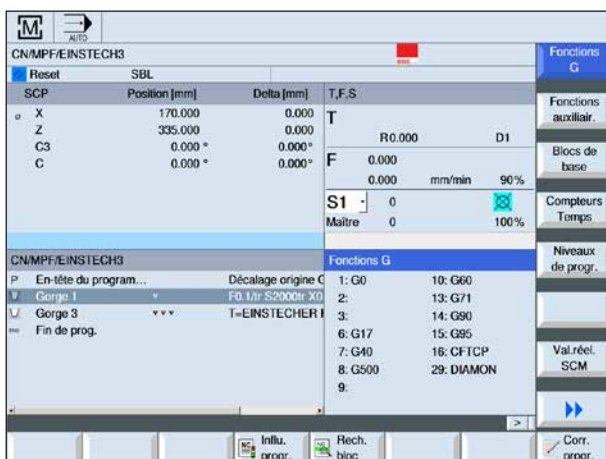 M
AUTO
CN/MPF/EINSTECH3
Reset SBL
SCP Position [mm] Delta [mm]
ø X 170.000 0.000
Z 335.000 0.000
C3 0.000 ° 0.000°
C 0.000 ° 0.000°
T,F,S
T
R0.000 D1
F 0.000
0.000 mm/min 90%
S1 0
Maître 0 100%
CN/MPF/EINSTECH3
P En-tête du program... Décalage origine
Gorge 1 F0.1/tr S2000tr X0
Gorge 3 T=EINSTECHER
Fin de prog.
Fonctions G
1: G0 10: G60
2: 13: G71
3: 14: G90
6: G17 15: G95
7: G40 16: CFTCP
8: G500 29: DIAMON
9:
>
Fonctions
G
Fonctions
auxiliair.
Blocs de
base
Compteurs
Temps
Niveaux
de progr.
Val.réel.
SCM
NC Influ.
progr.
NC Rech.
bloc
Corr.
progr.